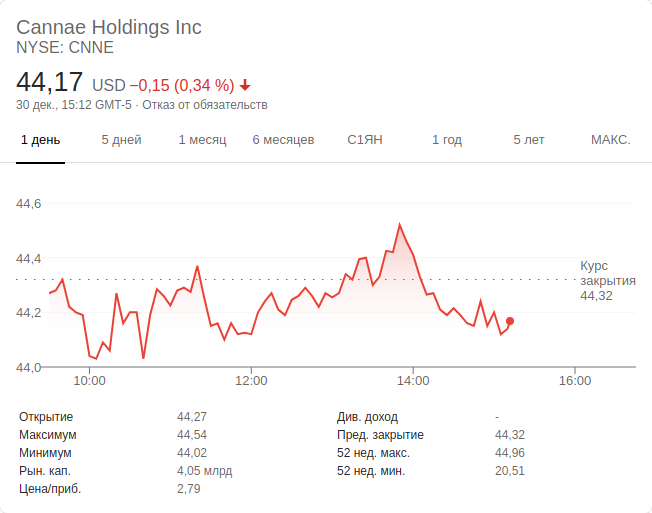 Cannae Holdings Inc
NYSE: CNNE
44,17 USD −0,15 (0,34 %)
30 дек., 15:12 GMT-5 · Отказ от обязательств
1 день 5 дней 1 месяц 6 месяцев С1ЯН 1 год 5 лет МАКС.
44,6
44,4
44,2
44,0
Курс
закрытия
44,32
10:00 12:00 14:00 16:00
Открытие 44,27 Див. доход -
Максимум 44,54 Пред. закрытие 44,32
Минимум 44,02 52 нед. макс. 44,96
Рын. кап. 4,05 млрд 52 нед. мин. 20,51
Цена/приб. 2,79